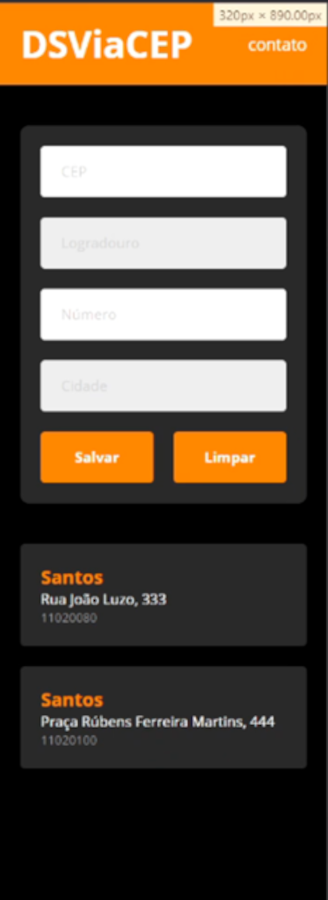 320px × 890.00px
DSViaCEP
contato
CEP
Logradouro
Número
Cidade
Salvar
Limpar
Santos
Rua João Luzo, 333
11020080
Santos
Praça Rúbens Ferreira Martins, 444
11020100